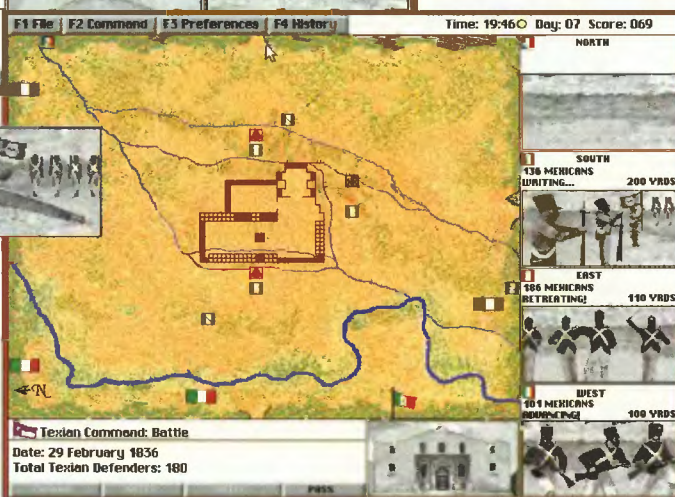 F1 File F2 Command F3 Preferences F4 History Time: 19:46 Day: 07 Score: 069
NORTH
SOUTH
136 MEXICANS
WRITING... 200 YRDS
EAST
186 MEXICANS
RETREATING! 110 YRDS
WEST
101 MEXICANS
ADVANCING! 100 YRDS
N
Texian Command: Battle
Date: 29 February 1836
Total Texian Defenders: 180
PASS